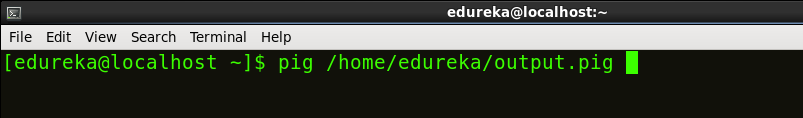 edureka@localhost:~
File Edit View Search Terminal Help
[edureka@localhost ~]$ pig /home/edureka/output.pig